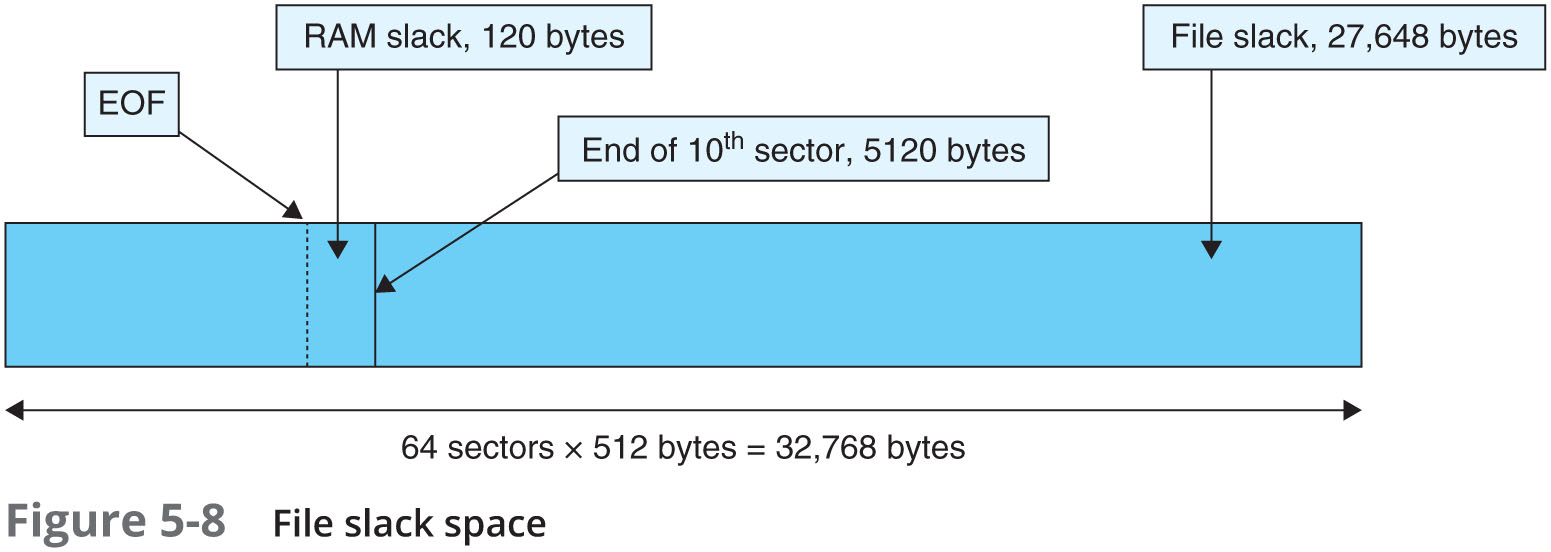 RAM slack, 120 bytes
File slack, 27,648 bytes
EOF
End of 10th sector, 5120 bytes
64 sectors × 512 bytes = 32,768 bytes
Figure 5-8 File slack space